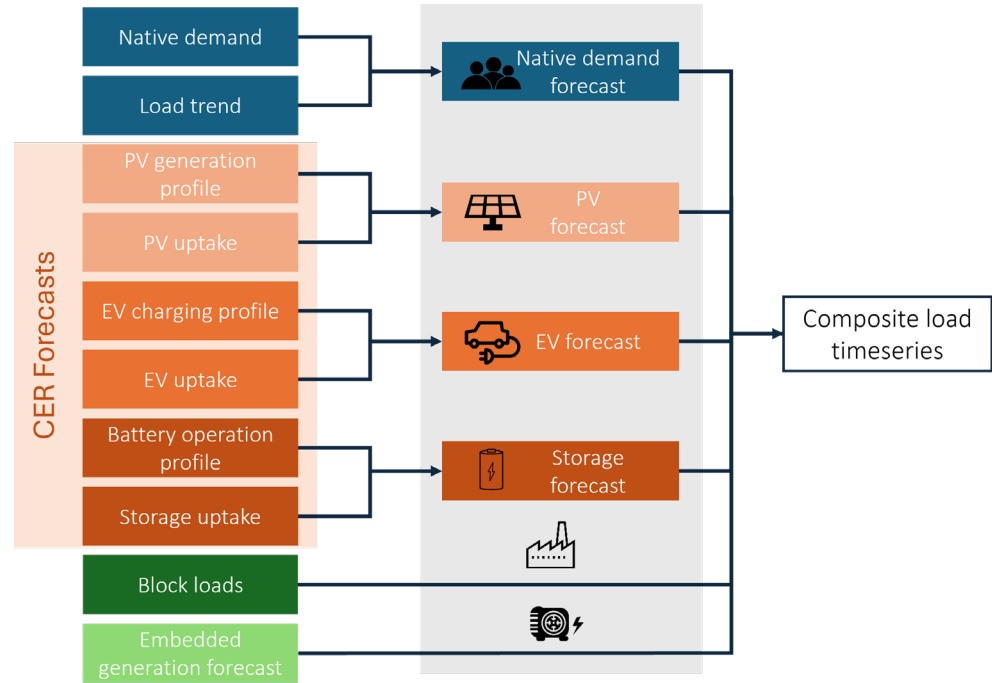 Native demand
Load trend
CER Forecasts
PV generation
profile
PV uptake
EV charging profile
EV uptake
Battery operation
profile
Storage uptake
Block loads
Embedded
generation forecast
Native demand
forecast
PV
forecast
EV forecast
Storage
forecast
Composite load
timeseries